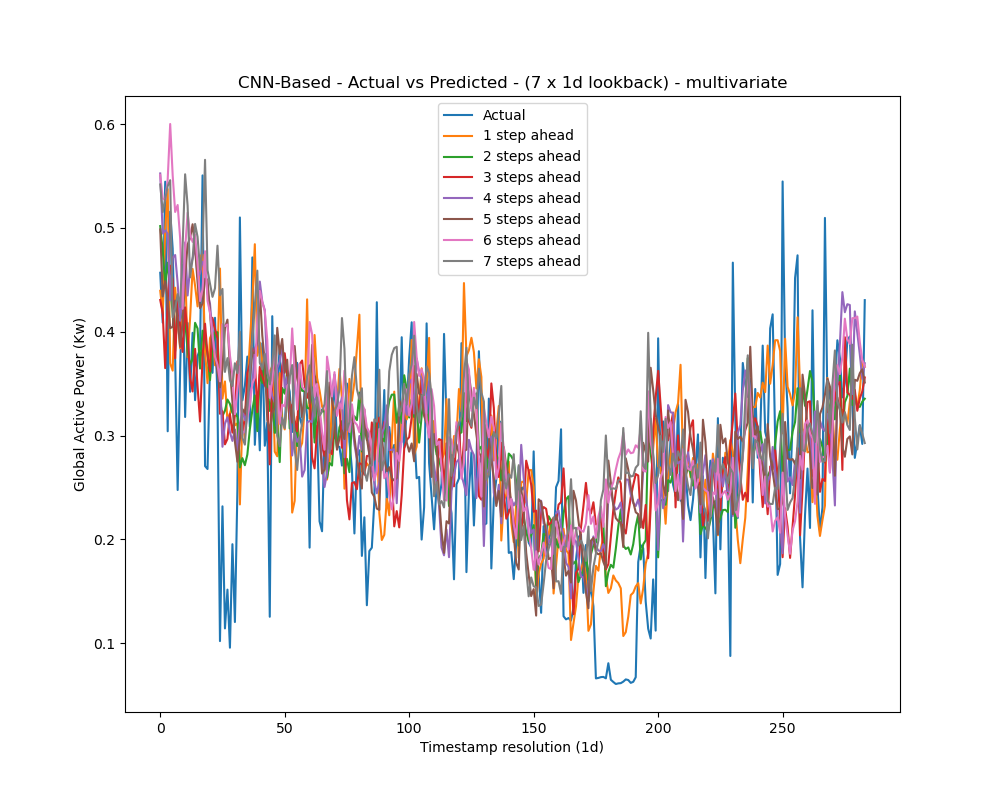 CNN-Based - Actual vs Predicted - (7 x 1d lookback) - multivariate
Actual
1 step ahead
2 steps ahead
3 steps ahead
4 steps ahead
5 steps ahead
6 steps ahead
7 steps ahead
Global Active Power (Kw)
0.6
0.5
0.4
0.3
0.2
0.1
0 50 100 150 200 250
Timestamp resolution (1d)